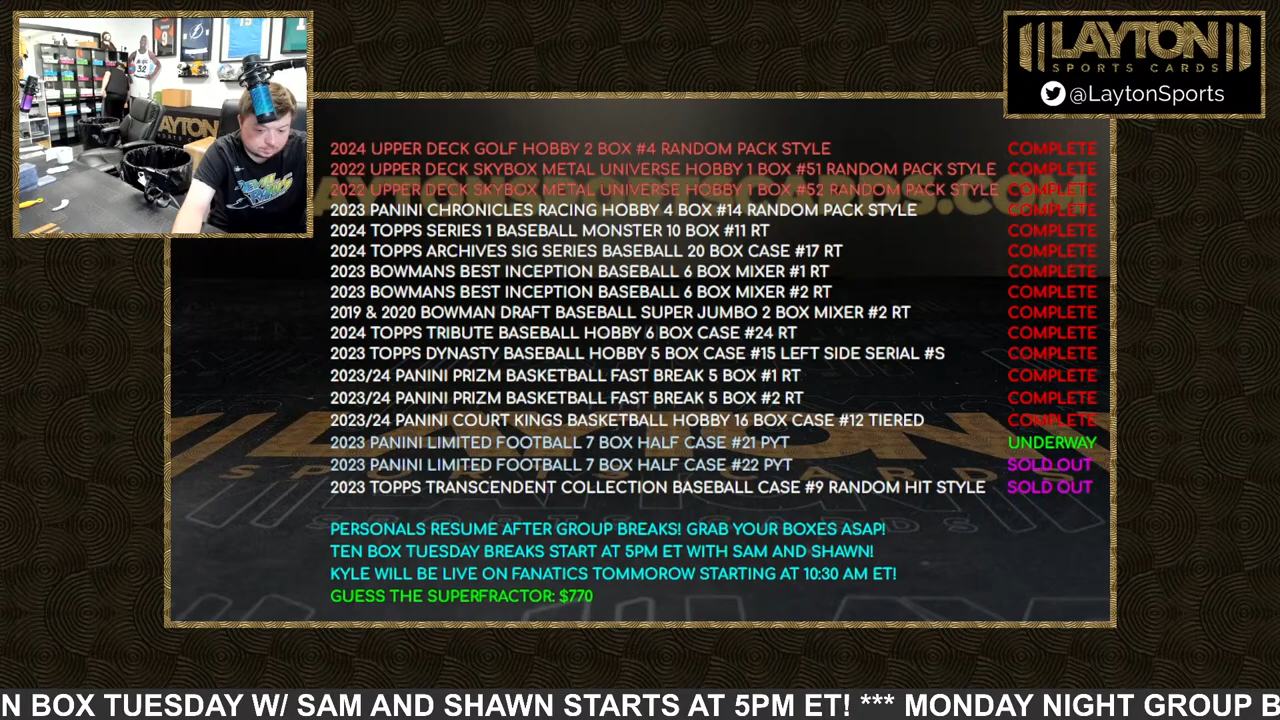 LAYTON
SPORTS CARDS
@LaytonSports
2024 UPPER DECK GOLF HOBBY 2 BOX #4 RANDOM PACK STYLE COMPLETE
2022 UPPER DECK SKYBOX METAL UNIVERSE HOBBY 1 BOX #51 RANDOM PACK STYLE COMPLETE
2022 UPPER DECK SKYBOX METAL UNIVERSE HOBBY 1 BOX #52 RANDOM PACK STYLE COMPLETE
2023 PANINI CHRONICLES RACING HOBBY 4 BOX #14 RANDOM PACK STYLE COMPLETE
2024 TOPPS SERIES 1 BASEBALL MONSTER 10 BOX #11 RT COMPLETE
2024 TOPPS ARCHIVES SIG SERIES BASEBALL 20 BOX CASE #17 RT COMPLETE
2023 BOWMANS BEST INCEPTION BASEBALL 6 BOX MIXER #1 RT COMPLETE
2023 BOWMANS BEST INCEPTION BASEBALL 6 BOX MIXER #2 RT COMPLETE
2019 & 2020 BOWMAN DRAFT BASEBALL SUPER JUMBO 2 BOX MIXER #2 RT COMPLETE
2024 TOPPS TRIBUTE BASEBALL HOBBY 6 BOX CASE #24 RT COMPLETE
2023 TOPPS DYNASTY BASEBALL HOBBY 5 BOX CASE #15 LEFT SIDE SERIAL #S COMPLETE
2023/24 PANINI PRIZM BASKETBALL FAST BREAK 5 BOX #1 RT COMPLETE
2023/24 PANINI PRIZM BASKETBALL FAST BREAK 5 BOX #2 RT COMPLETE
2023/24 PANINI COURT KINGS BASKETBALL HOBBY 16 BOX CASE #12 TIERED COMPLETE
2023 PANINI LIMITED FOOTBALL 7 BOX HALF CASE #21 PYT UNDERWAY
2023 PANINI LIMITED FOOTBALL 7 BOX HALF CASE #22 PYT SOLD OUT
2023 TOPPS TRANSCENDENT COLLECTION BASEBALL CASE #9 RANDOM HIT STYLE SOLD OUT
PERSONALS RESUME AFTER GROUP BREAKS! GRAB YOUR BOXES ASAP!
TEN BOX TUESDAY BREAKS START AT 5PM ET WITH SAM AND SHAWN!
KYLE WILL BE LIVE ON FANATICS TOMMOROW STARTING AT 10:30 AM ET!
GUESS THE SUPERFRACTOR: $770
N BOX TUESDAY W/ SAM AND SHAWN STARTS AT 5PM ET! *** MONDAY NIGHT GROUP B